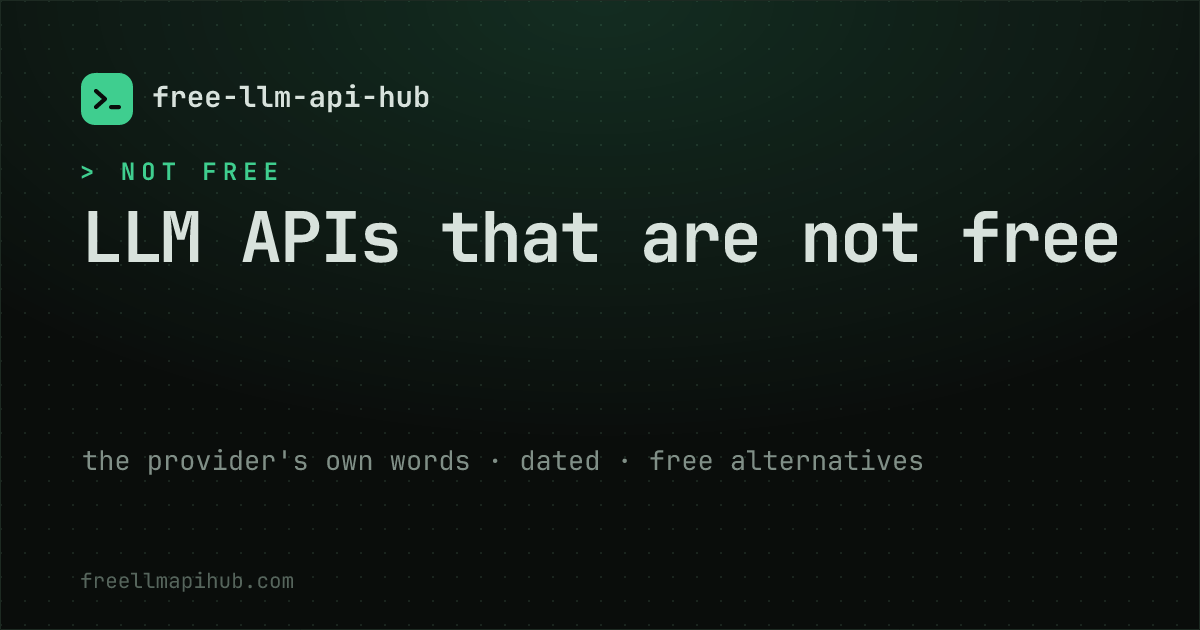 free-llm-api-hub
> NOT FREE
LLM APIs that are not free
the provider's own words · dated · free alternatives
freellmapihub.com